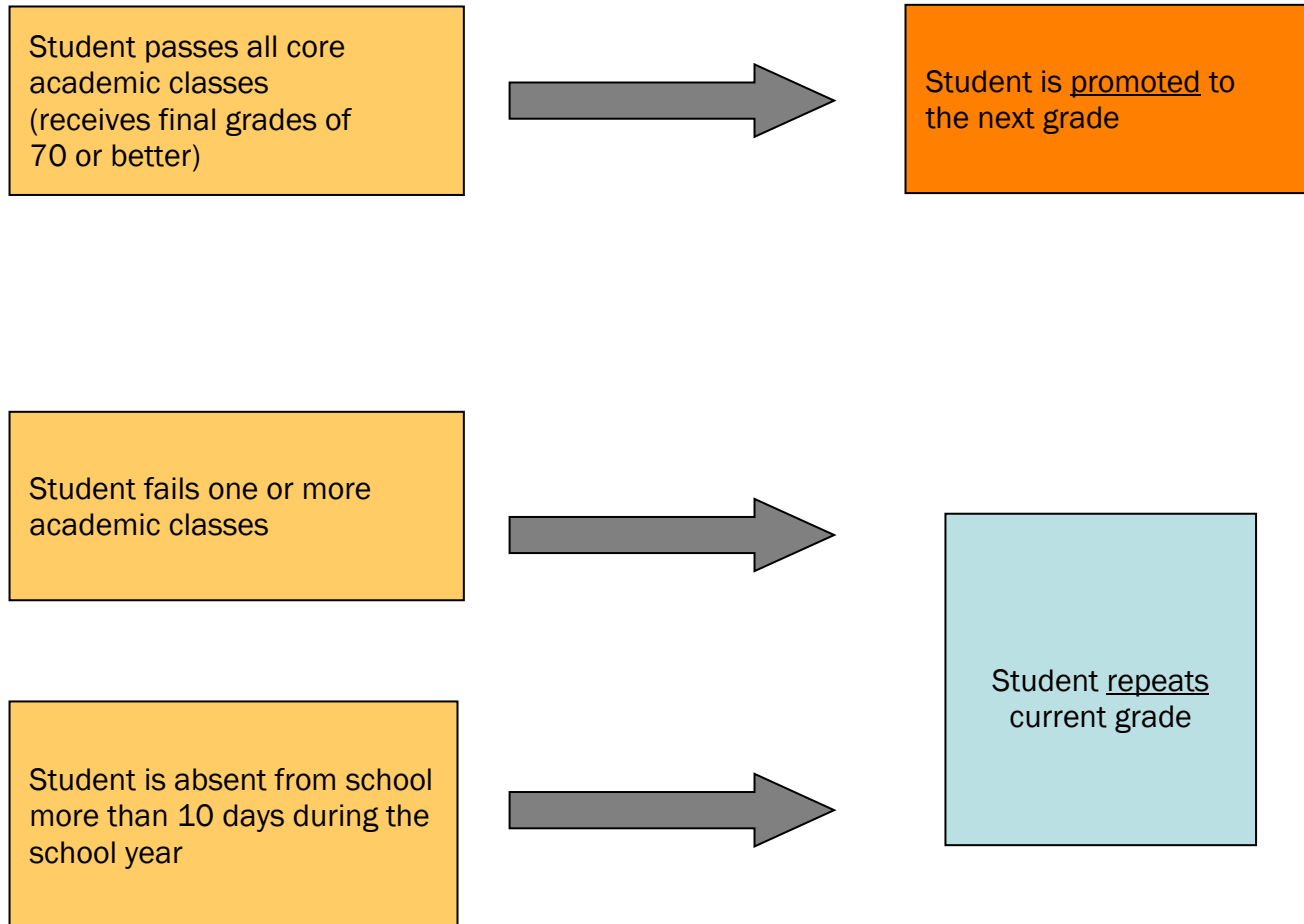 Student passes all core
academic classes
(receives final grades of
70 or better)
Student is promoted to
the next grade
Student fails one or more
academic classes
Student repeats
current grade
Student is absent from school
more than 10 days during the
school year